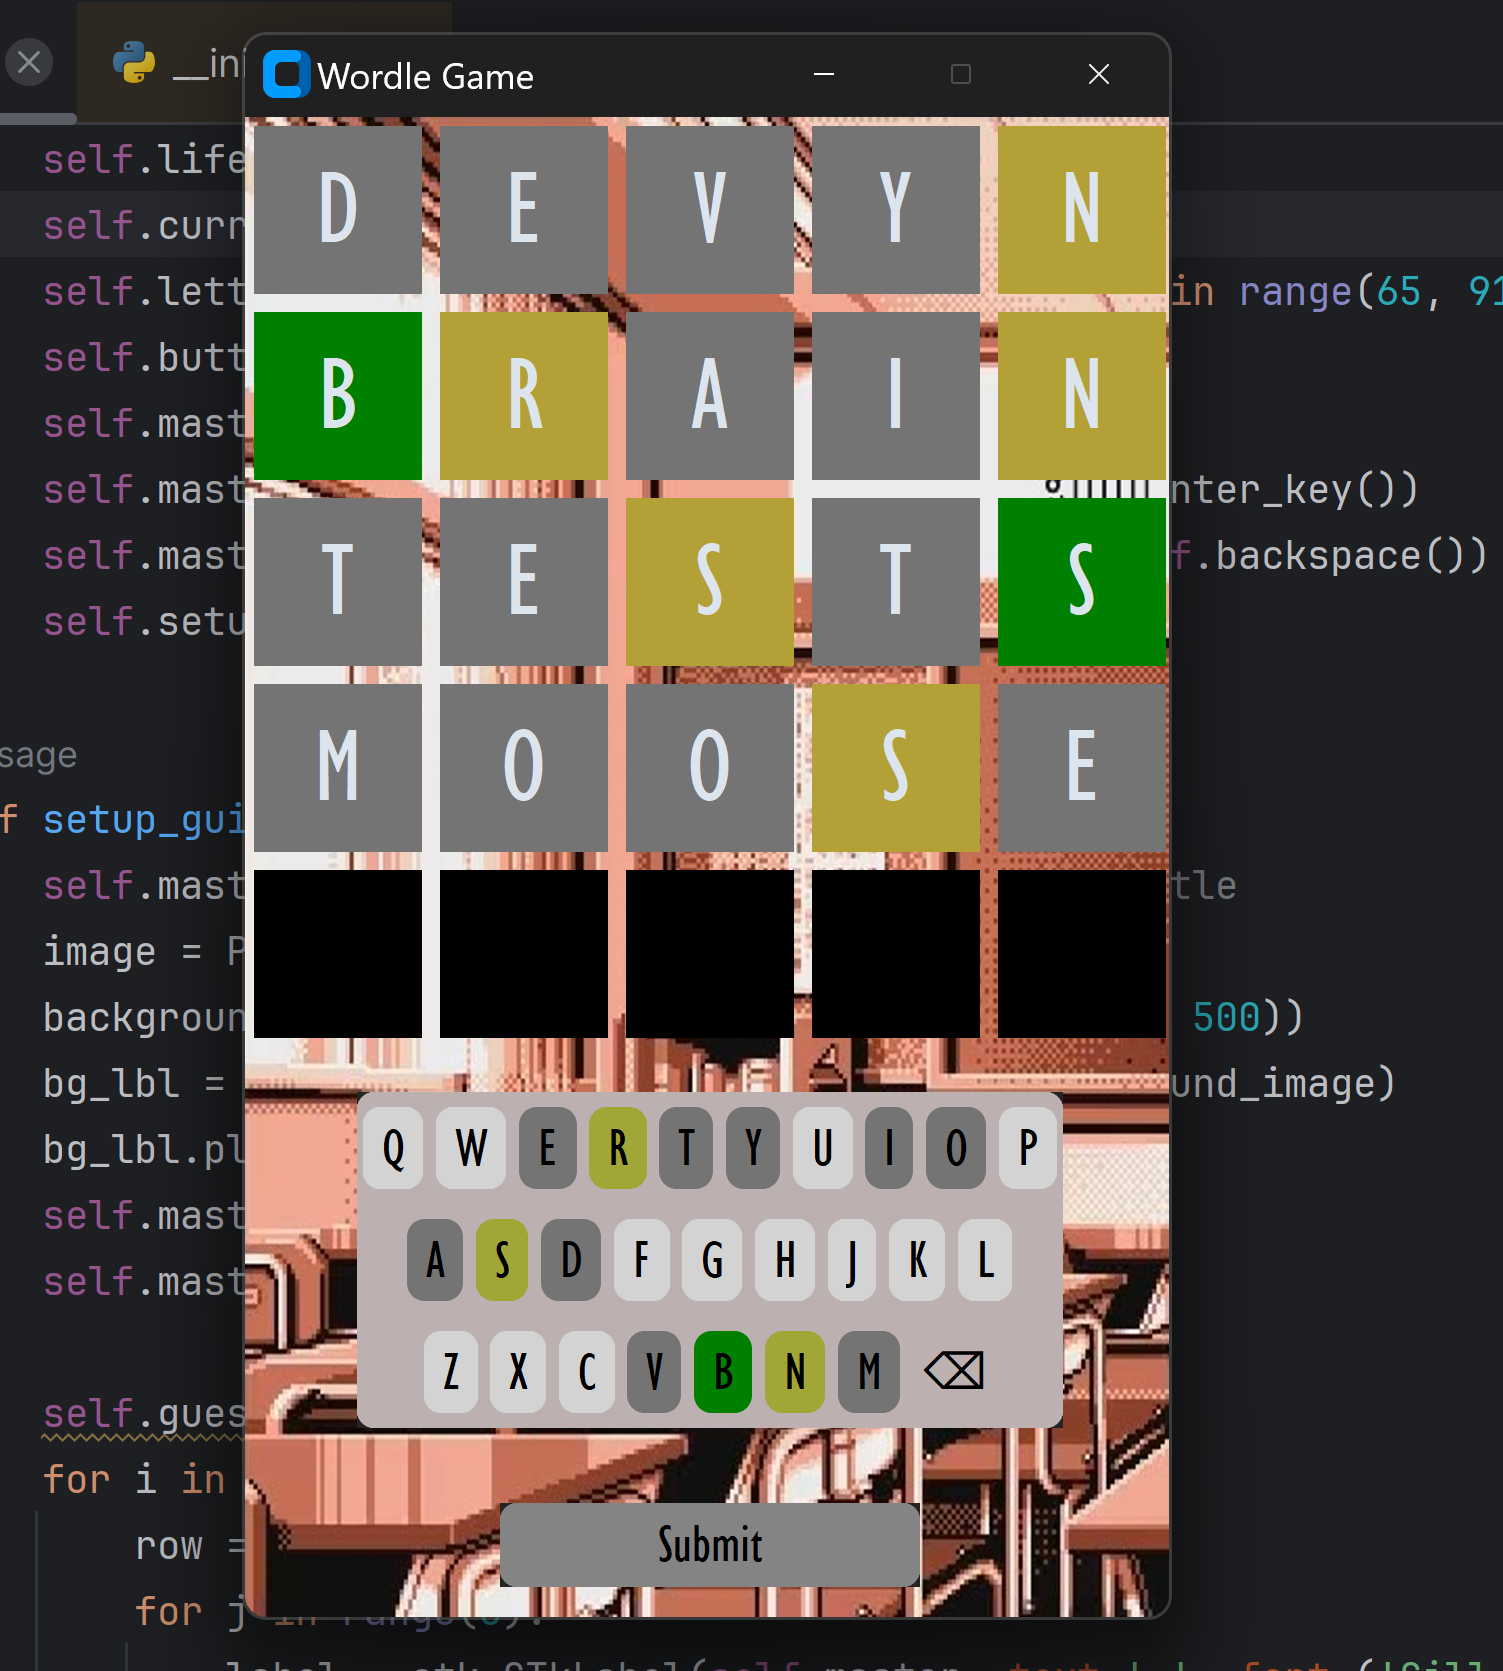 __ini
Wordle Game
self.life
self.curr
self.lett in range(65, 91
self.butt
self.mast
self.mast nter_key())
self.mast f.backspace())
self.setu
D E V Y N
B R A I N
T E S T S
M O O S E
sage
f setup_gui
self.mast tle
image = P
backgroun 500))
bg_lbl = und_image)
bg_lbl.pl
self.mast
self.mast
Q W E R T Y U I O P
A S D F G H J K L
Z X C V B N M ⌫
self.gues
for i in
Submit
row =
for j in range(